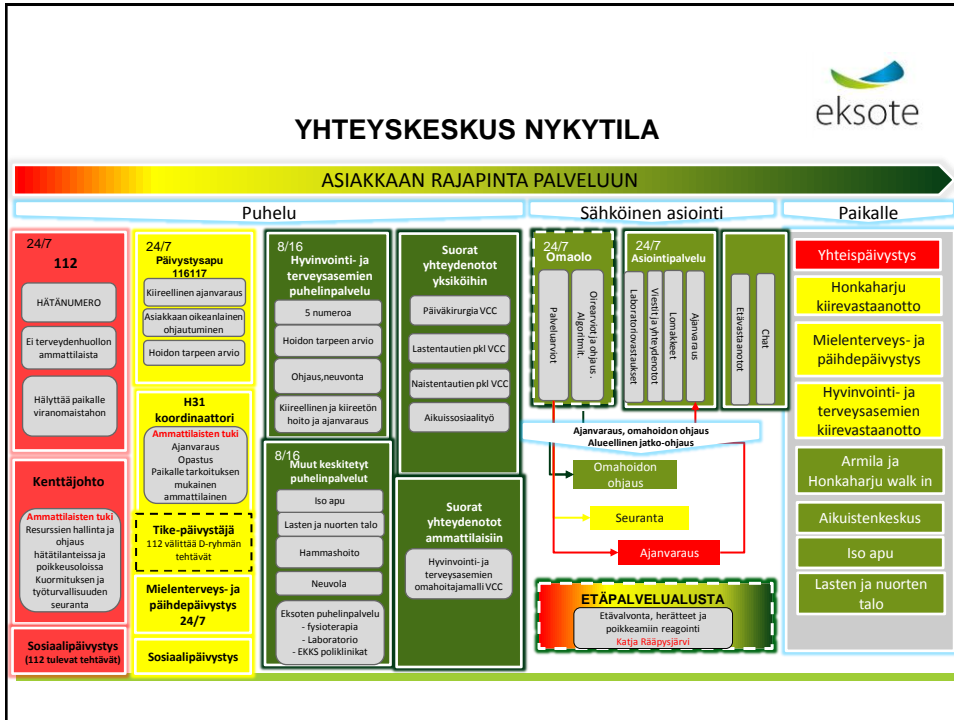 eksote
YHTEYSKESKUS NYKYTILA
ASIAKKAAN RAJAPINTA PALVELUUN
Puhelu
Sähköinen asiointi
Paikalle
24/7
112
HÄTÄNUMERO
Ei terveydenhuollon
ammattilaista
Hälyttää paikalle
viranomaistahon
Kenttäjohto
Ammattilaisten tuki
Resurssien hallinta ja
ohjaus
hätätilanteissa ja
poikkeusoloissa
Kuormituksen ja
työturvallisuuden
seuranta
Sosiaalipäivystys
(112 tulevat tehtävät)
24/7
Päivystysapu
116117
Kiireellinen ajanvaraus
Asiakkaan oikeanlainen
ohjautuminen
Hoidon tarpeen arvio
H31
koordinaattori
Ammattilaisten tuki
Ajanvaraus
Opastus
Paikalle tarkoituksen
mukainen
ammattilainen
Tike-päivystäjä
112 välittää D-ryhmän
tehtävät
Mielenterveys- ja
päihdepäivystys
24/7
Sosiaalipäivystys
8/16
Hyvinvointi- ja
terveysasemien
puhelinpalvelu
5 numeroa
Hoidon tarpeen arvio
Ohjaus,neuvonta
Kiireellinen ja kiireetön
hoito ja ajanvaraus
8/16
Muut keskitetyt
puhelinpalvelut
Iso apu
Lasten ja nuorten talo
Hammashoito
Neuvola
Eksoten puhelinpalvelu
- fysioterapia
- Laboratorio
- EKKS poliklinikat
Suorat
yhteydenotot
yksiköihin
Päiväkirurgia VCC
Lastentautien pkl VCC
Naistentautien pkl VCC
Aikuissosiaalityö
Suorat
yhteydenotot
ammattilaisiin
Hyvinvointi- ja
terveysasemien
omahoitajamalli VCC
24/7
Omaolo
Palveluarviot
Oirearviot ja ohjaus .
Algoritmit.
24/7
Asiointipalvelu
Laboratoriovastaukset
Viestit ja yhteydenotot
Lomakkeet
Ajanvaraus
Etävastaanotot
Chat
Ajanvaraus, omahoidon ohjaus
Alueellinen jatko-ohjaus
Omahoidon
ohjaus
Seuranta
Ajanvaraus
ETÄPALVELUALUSTA
Etävalvonta, herätteet ja
poikkeamiin reagointi
Katja Rääpysjärvi
Yhteispäivystys
Honkaharju
kiirevastaanotto
Mielenterveys- ja
päihdepäivystys
Hyvinvointi- ja
terveysasemien
kiirevastaanotto
Armila ja
Honkaharju walk in
Aikuistenkeskus
Iso apu
Lasten ja nuorten
talo